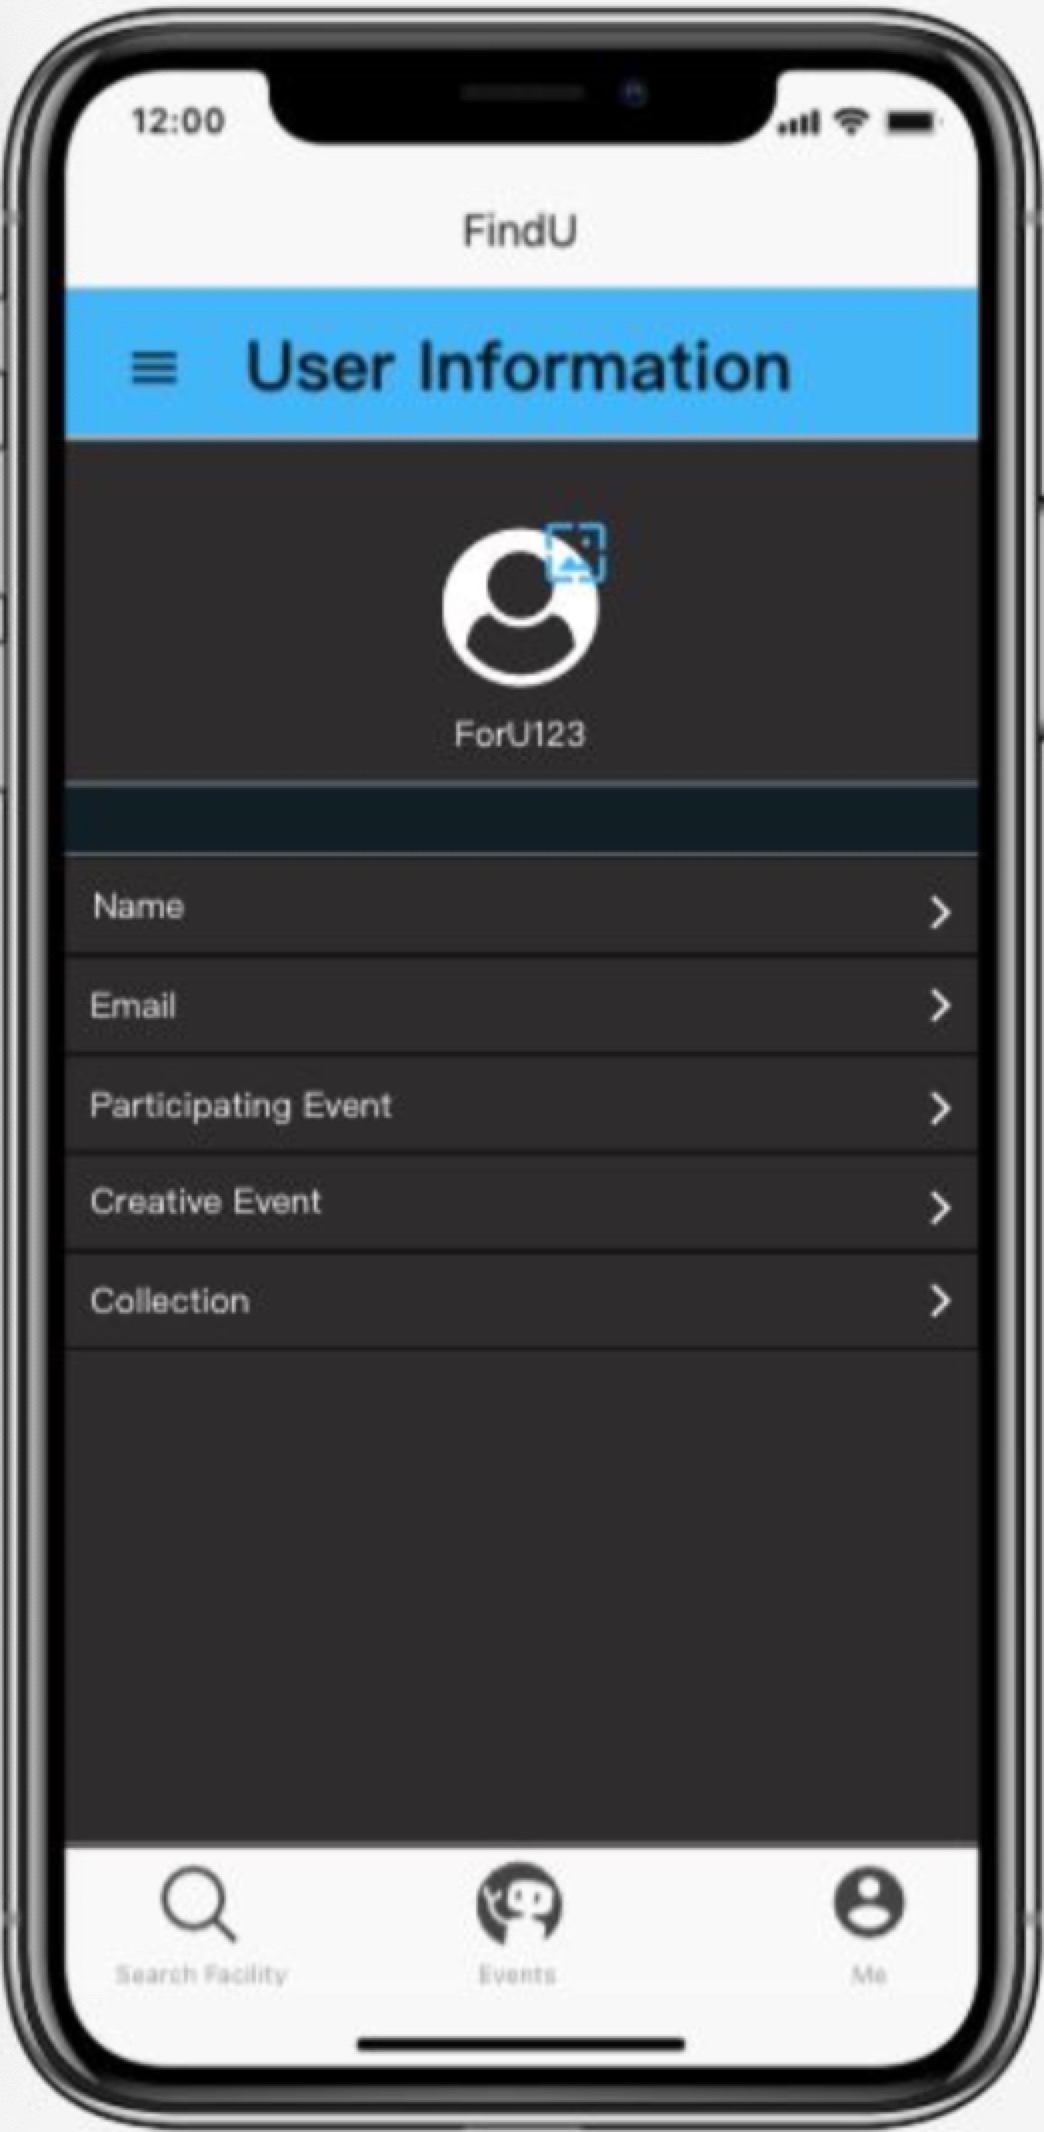 12:00
FindU
User Information
ForU123
Name
Email
Participating Event
Creative Event
Collection
Search Facility
Events
Me